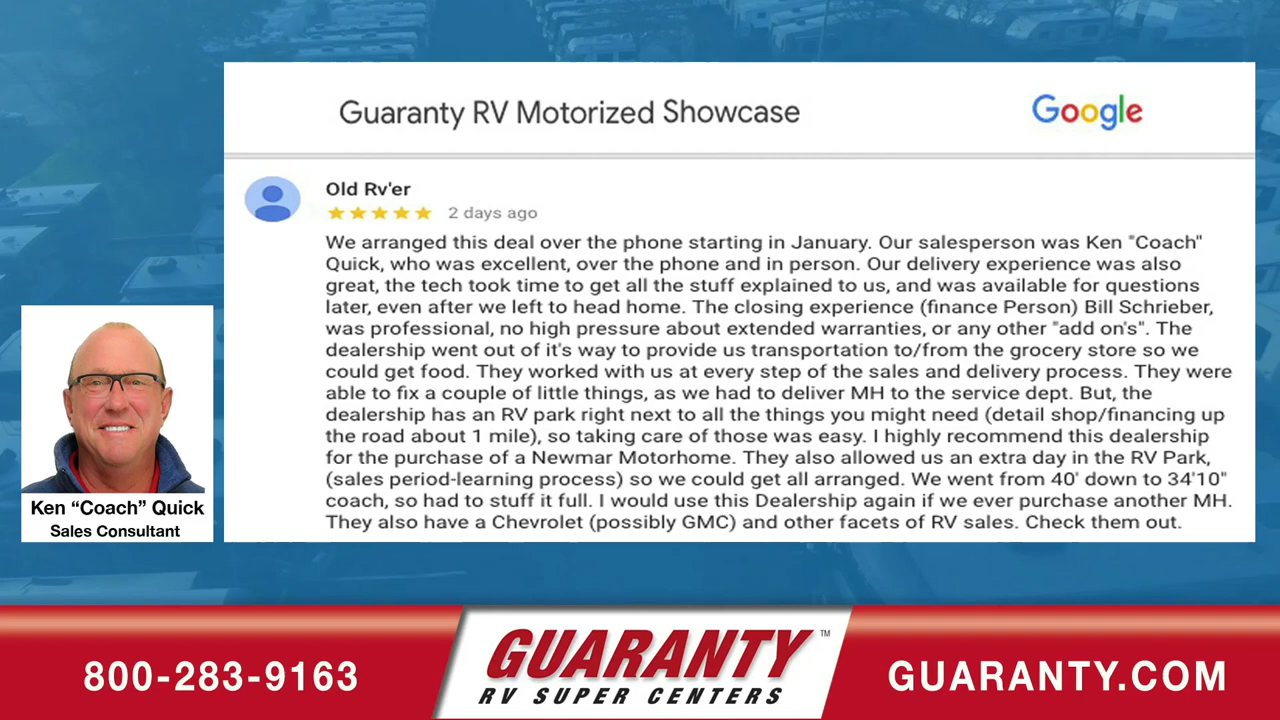 Guaranty RV Motorized Showcase
Google
Old Rv'er
2 days ago
We arranged this deal over the phone starting in January. Our salesperson was Ken "Coach"
Quick, who was excellent, over the phone and in person. Our delivery experience was also
great, the tech took time to get all the stuff explained to us, and was available for questions
later, even after we left to head home. The closing experience (finance Person) Bill Schrieber,
was professional, no high pressure about extended warranties, or any other "add on's". The
dealership went out of it's way to provide us transportation to/from the grocery store so we
could get food. They worked with us at every step of the sales and delivery process. They were
able to fix a couple of little things, as we had to deliver MH to the service dept. But, the
dealership has an RV park right next to all the things you might need (detail shop/financing up
the road about 1 mile), so taking care of those was easy. I highly recommend this dealership
for the purchase of a Newmar Motorhome. They also allowed us an extra day in the RV Park,
(sales period-learning process) so we could get all arranged. We went from 40' down to 34'10"
coach, so had to stuff it full. I would use this Dealership again if we ever purchase another MH.
They also have a Chevrolet (possibly GMC) and other facets of RV sales. Check them out.
Ken “Coach” Quick
Sales Consultant
800-283-9163
GUARANTY™
RV SUPER CENTERS
GUARANTY.COM